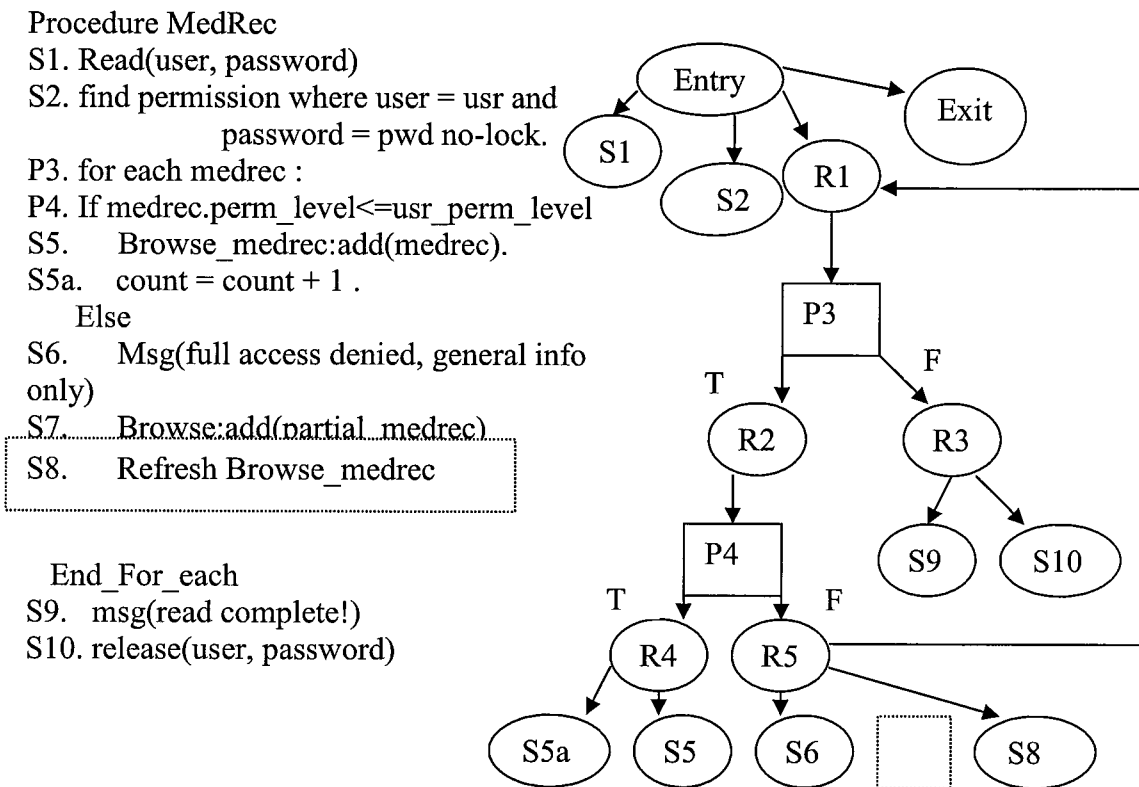 Procedure MedRec
S1. Read(user, password)
S2. find permission where user = usr and
password = pwd no-lock.
P3. for each medrec :
P4. If medrec.perm_level<=usr_perm_level
S5. Browse_medrec:add(medrec).
S5a. count = count + 1 .
Else
S6. Msg(full access denied, general info
only)
S7. Browse:add(partial_medrec)
S8. Refresh Browse_medrec
End_For_each
S9. msg(read complete!)
S10. release(user, password)
Entry
Exit
S1
S2
R1
P3
T
F
R2
R3
P4
S9
S10
T
F
R4
R5
S5a
S5
S6
S8